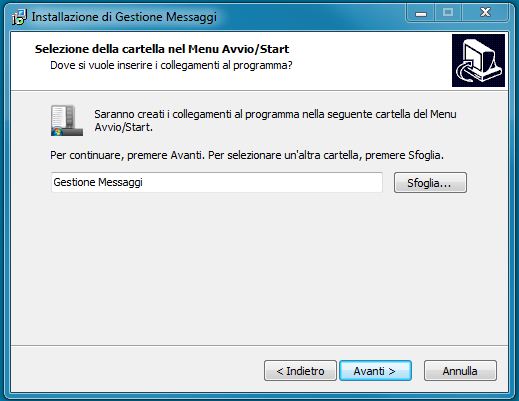 Installazione di Gestione Messaggi
Selezione della cartella nel Menu Avvio/Start
Dove si vuole inserire i collegamenti al programma?
Saranno creati i collegamenti al programma nella seguente cartella del Menu
Avvio/Start.
Per continuare, premere Avanti. Per selezionare un'altra cartella, premere Sfoglia.
Gestione Messaggi
Sfoglia...
< Indietro
Avanti >
Annulla